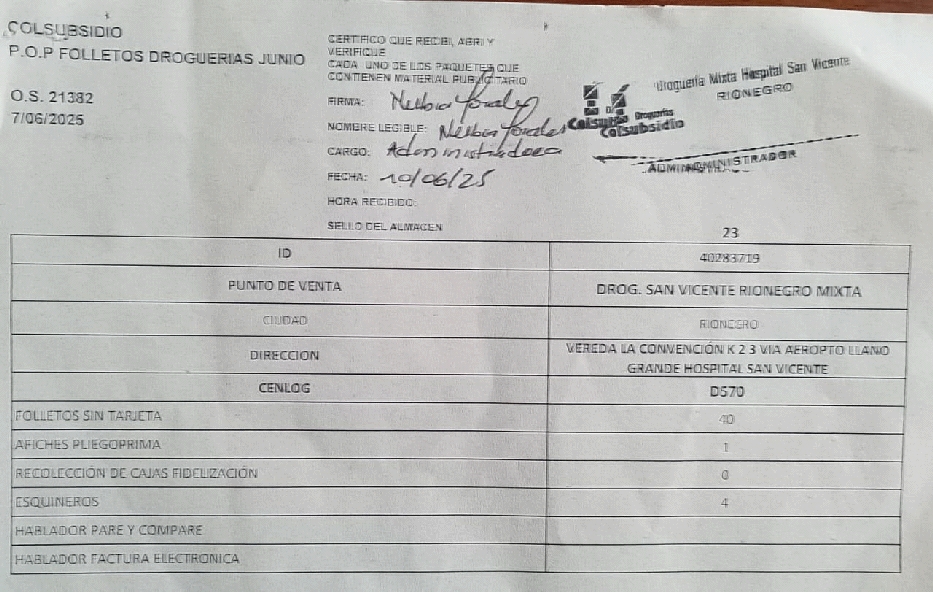 COLSUBSIDIO
P.O.P FOLLETOS DROGUERIAS JUNIO
O.S. 21382
7/06/2025
CERTIFICO QUE RECIBI, ABRI Y
VERIFIQUE
CADA UNO DE LOS PAQUETES QUE
CONTIENEN MATERIAL PUBLICITARIO
FIRMA:
NOMBRE LEGIBLE:
CARGO: Administradora
FECHA: 10/06/25
HORA RECIBIDO:
SELLO DEL ALMACEN
Droguería Mixta Hospital San Vicente
RIONEGRO
Droguerías
Colsubsidio
23
ID 40283719
PUNTO DE VENTA DROG. SAN VICENTE RIONEGRO MIXTA
CIUDAD RIONEGRO
DIRECCION VEREDA LA CONVENCIÓN K 2 3 VIA AEROPTO LLANO
GRANDE HOSPITAL SAN VICENTE
CENLOG DS70
FOLLETOS SIN TARJETA 40
AFICHES PLIEGOPRIMA 1
RECOLECCIÓN DE CAJAS FIDELIZACIÓN 0
ESQUINEROS 4
HABLADOR PARE Y COMPARE
HABLADOR FACTURA ELECTRONICA